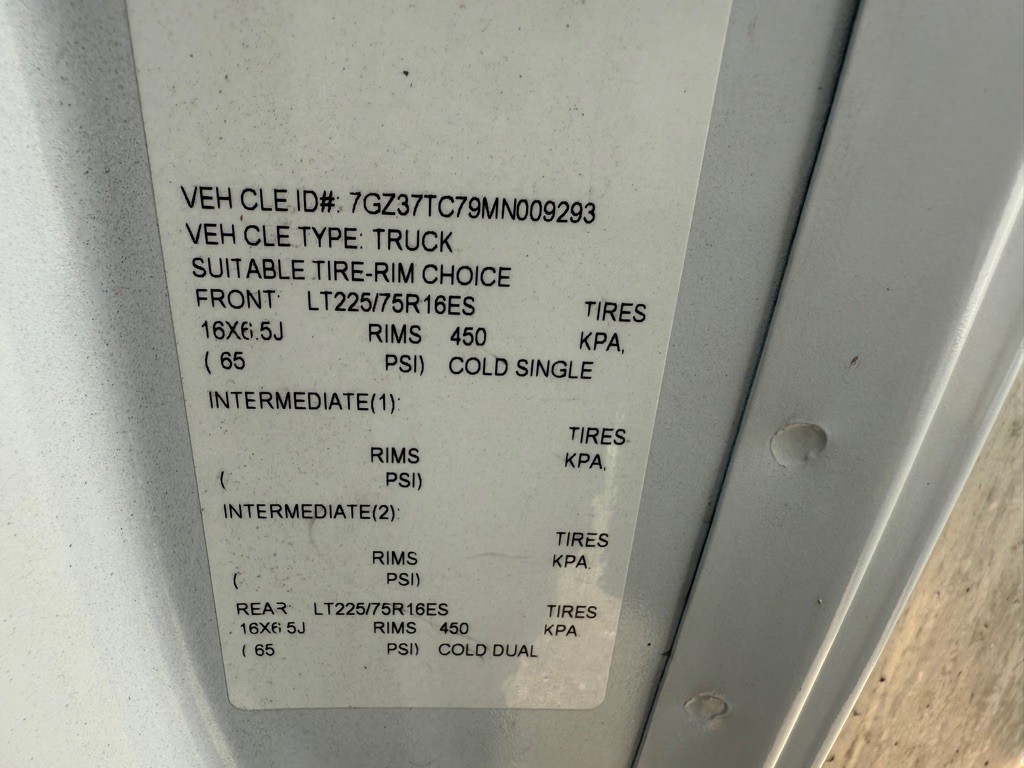 VEH CLE ID#: 7GZ37TC79MN009293
VEH CLE TYPE: TRUCK
SUITABLE TIRE-RIM CHOICE
FRONT: LT225/75R16ES TIRES
16X6.5J RIMS 450 KPA,
( 65 PSI) COLD SINGLE
INTERMEDIATE(1):
TIRES
RIMS KPA,
( PSI)
INTERMEDIATE(2):
TIRES
RIMS KPA.
( PSI)
REAR: LT225/75R16ES TIRES
16X6 5J RIMS 450 KPA
( 65 PSI) COLD DUAL